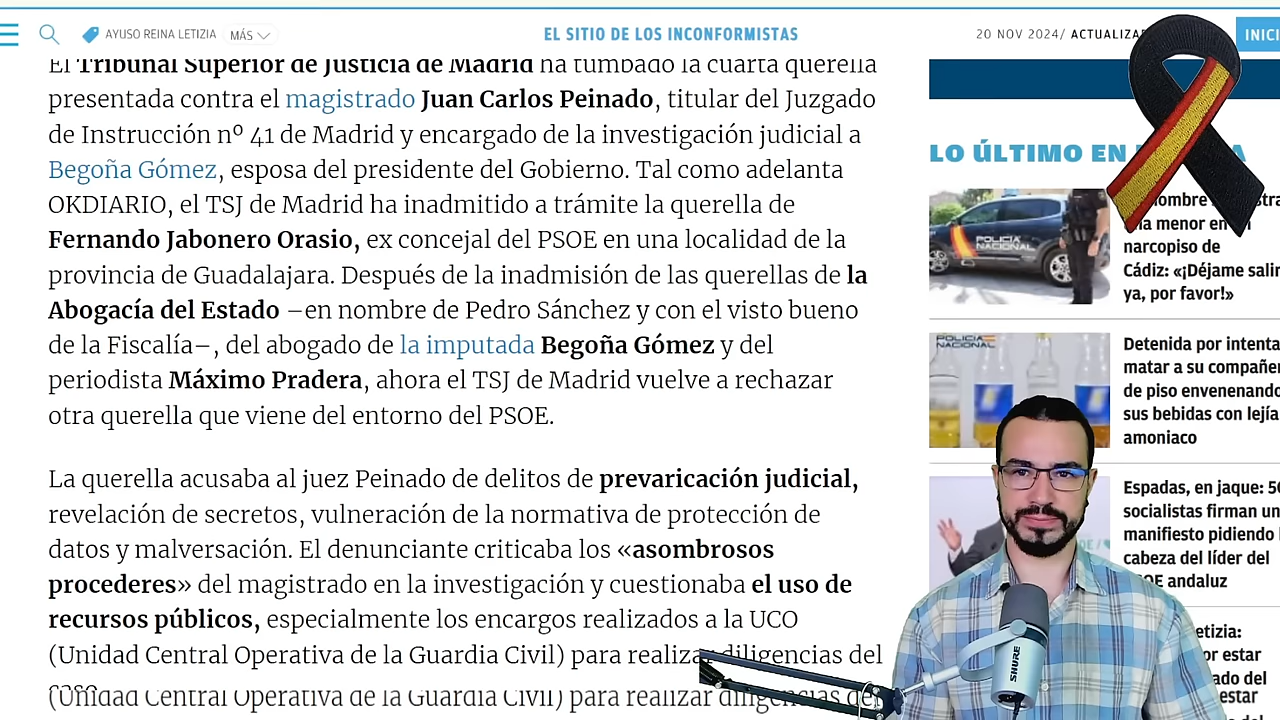 AYUSO REINA LETIZIA
MÁS
EL SITIO DE LOS INCONFORMISTAS
20 NOV 2024/ ACTUALIZA
INICI
El Tribunal Superior de Justicia de Madrid ha tumbado la cuarta querella
presentada contra el magistrado Juan Carlos Peinado, titular del Juzgado
de Instrucción nº 41 de Madrid y encargado de la investigación judicial a
Begoña Gómez, esposa del presidente del Gobierno. Tal como adelanta
OKDIARIO, el TSJ de Madrid ha inadmitido a trámite la querella de
Fernando Jabonero Orasio, ex concejal del PSOE en una localidad de la
provincia de Guadalajara. Después de la inadmisión de las querellas de la
Abogacía del Estado –en nombre de Pedro Sánchez y con el visto bueno
de la Fiscalía–, del abogado de la imputada Begoña Gómez y del
periodista Máximo Pradera, ahora el TSJ de Madrid vuelve a rechazar
otra querella que viene del entorno del PSOE.
La querella acusaba al juez Peinado de delitos de prevaricación judicial,
revelación de secretos, vulneración de la normativa de protección de
datos y malversación. El denunciante criticaba los «asombrosos
procederes» del magistrado en la investigación y cuestionaba el uso de
recursos públicos, especialmente los encargos realizados a la UCO
(Unidad Central Operativa de la Guardia Civil) para realizar diligencias del
(Unidad Central Operativa de la Guardia Civil) para realizar diligencias del
LO ÚLTIMO EN
POLICIA
NACIONAL
menor en
narcopiso de
Cádiz: «¡Déjame salir
ya, por favor!»
POLICIA
NACIONAL
Detenida por intenta
matar a su compañe
de piso envenenando
sus bebidas con lejía
amoniaco
Espadas, en jaque: 50
socialistas firman un
manifiesto pidiendo
cabeza del líder del
OE andaluz
etizia:
or estar
ado del
estar
SHURE